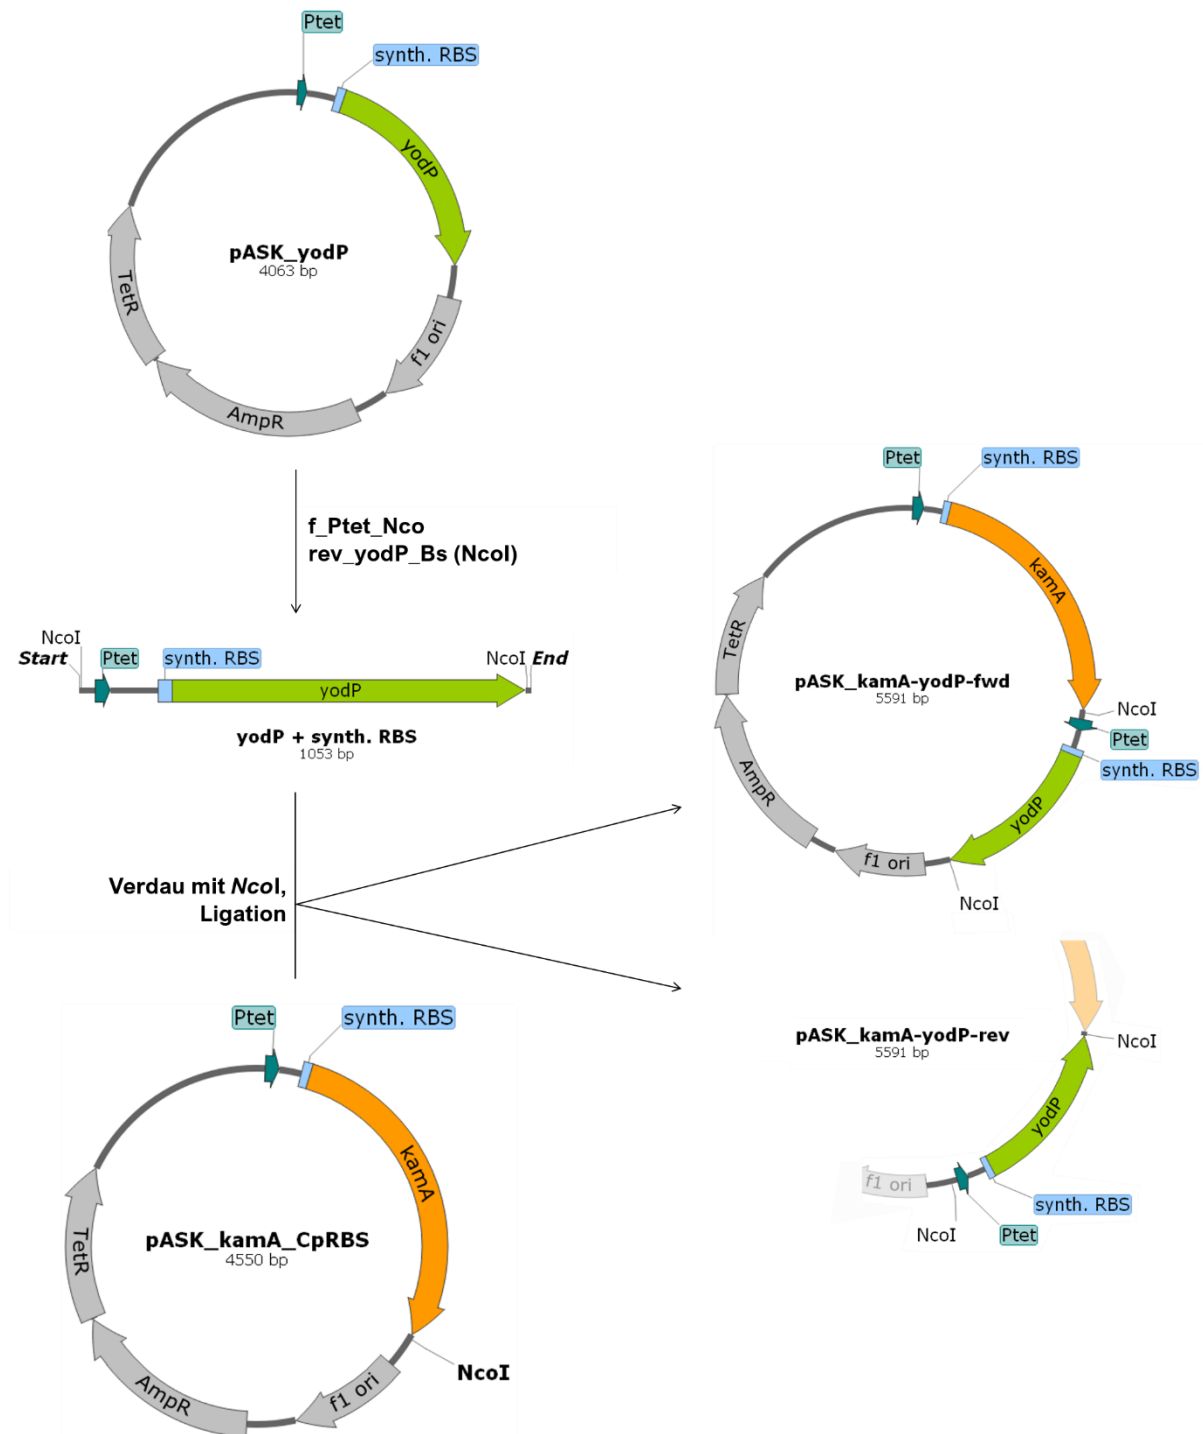 Ptet
synth. RBS
yodP
pASK_yodP
4063 bp
TetR
f1 ori
AmpR
f_Ptet_Nco
rev_yodP_Bs (NcoI)
NcoI
Start
Ptet
synth. RBS
NcoI End
yodP
yodP + synth. RBS
1053 bp
Verdau mit NcoI,
Ligation
Ptet
synth. RBS
kamA
pASK_kamA_CpRBS
4550 bp
TetR
NcoI
f1 ori
AmpR
Ptet
synth. RBS
kamA
TetR
pASK_kamA-yodP-fwd
5591 bp
NcoI
Ptet
synth. RBS
AmpR
yodP
f1 ori
NcoI
pASK_kamA-yodP-rev
5591 bp
NcoI
yodP
f1 ori
synth. RBS
NcoI
Ptet